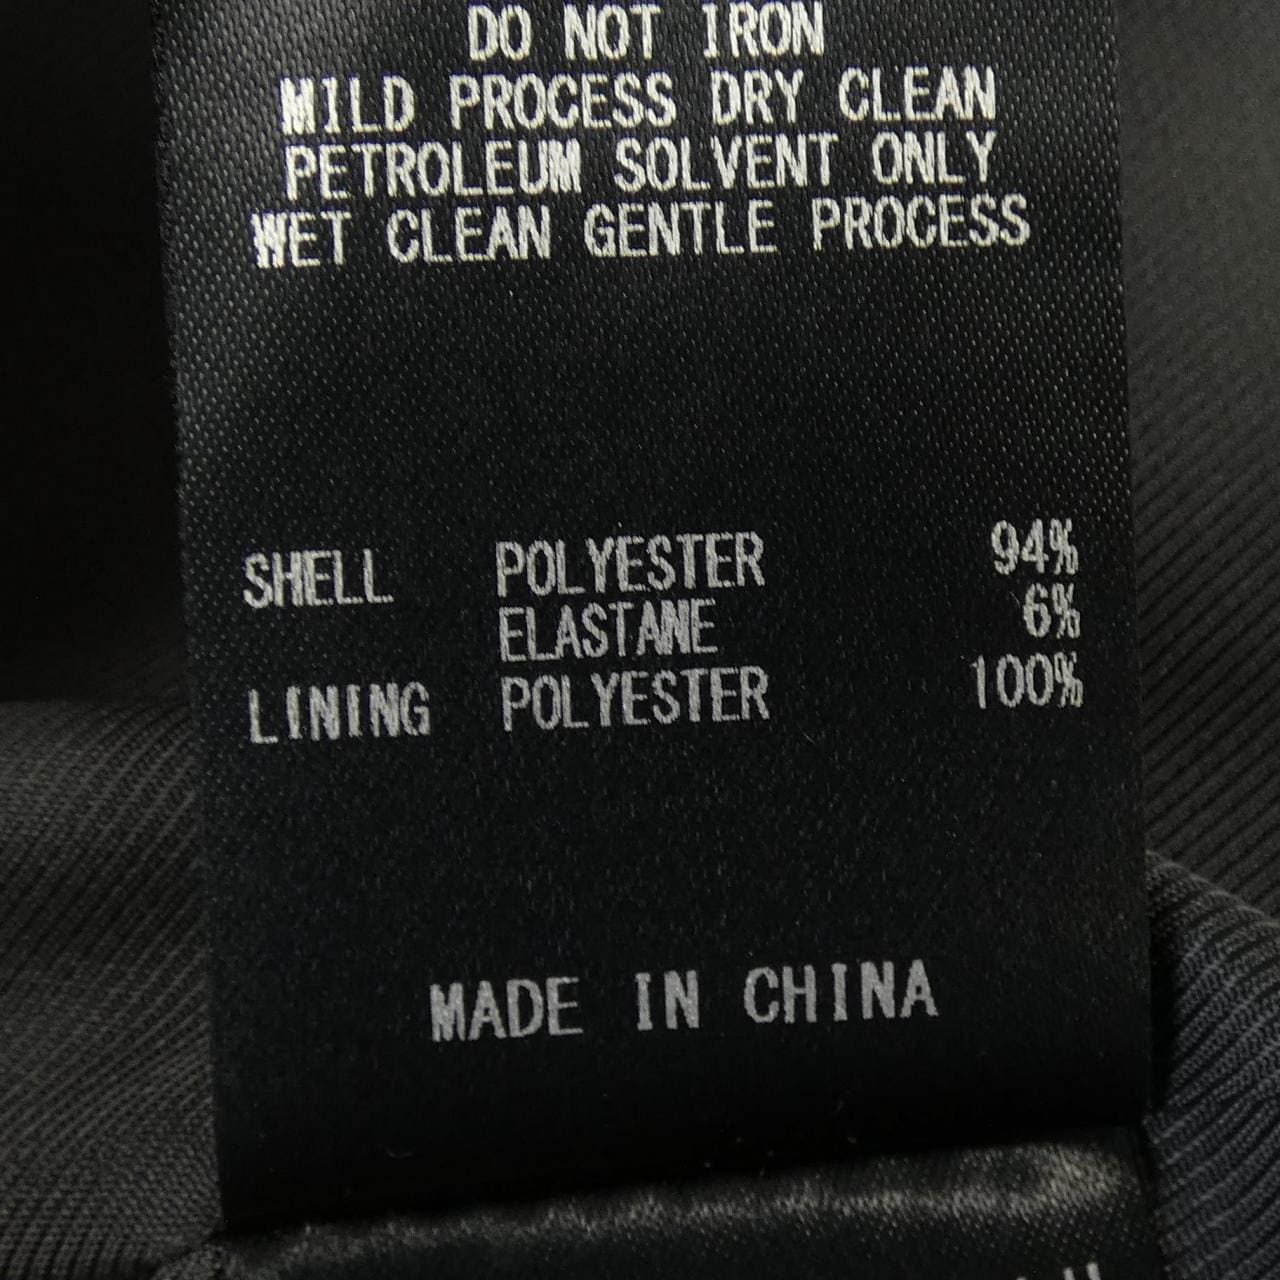 DO NOT IRON
MILD PROCESS DRY CLEAN
PETROLEUM SOLVENT ONLY
WET CLEAN GENTLE PROCESS
SHELL POLYESTER 94%
ELASTANE 6%
LINING POLYESTER 100%
MADE IN CHINA